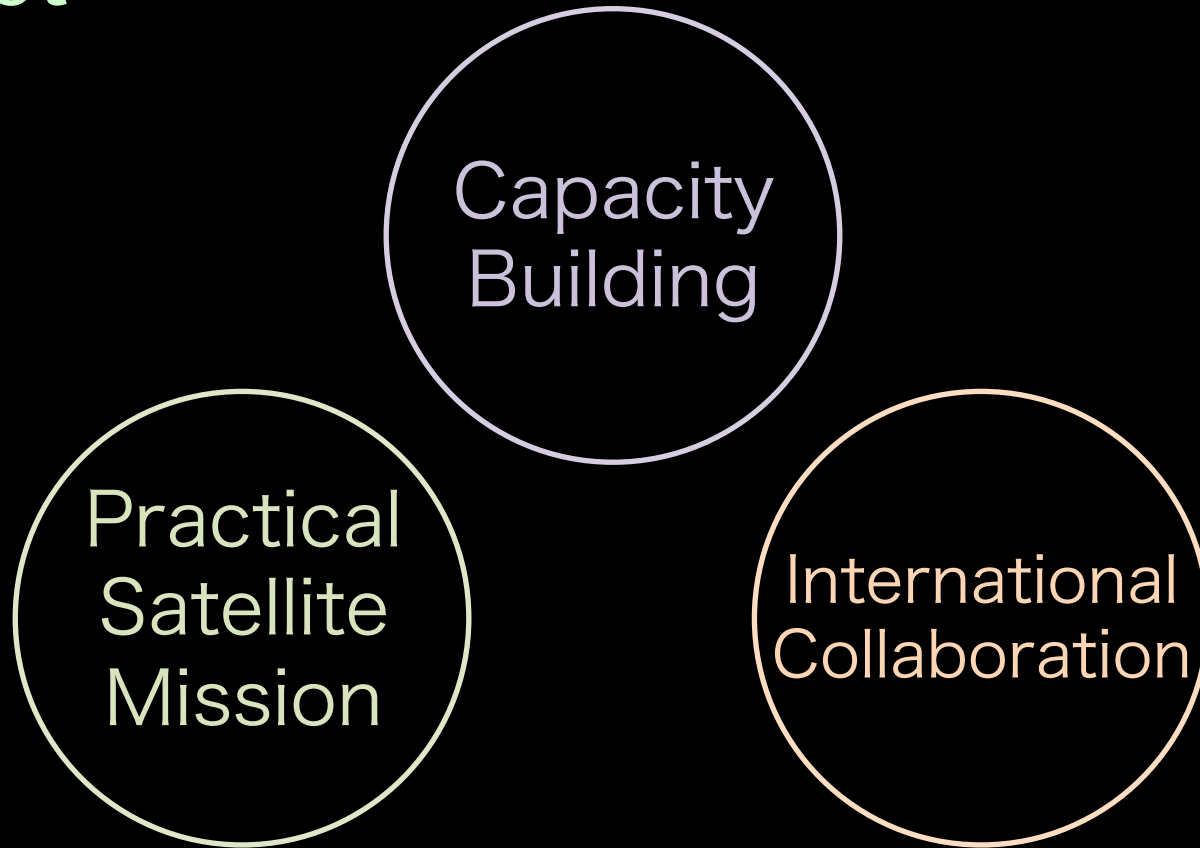 Capacity
Building
Practical
Satellite
Mission
International
Collaboration